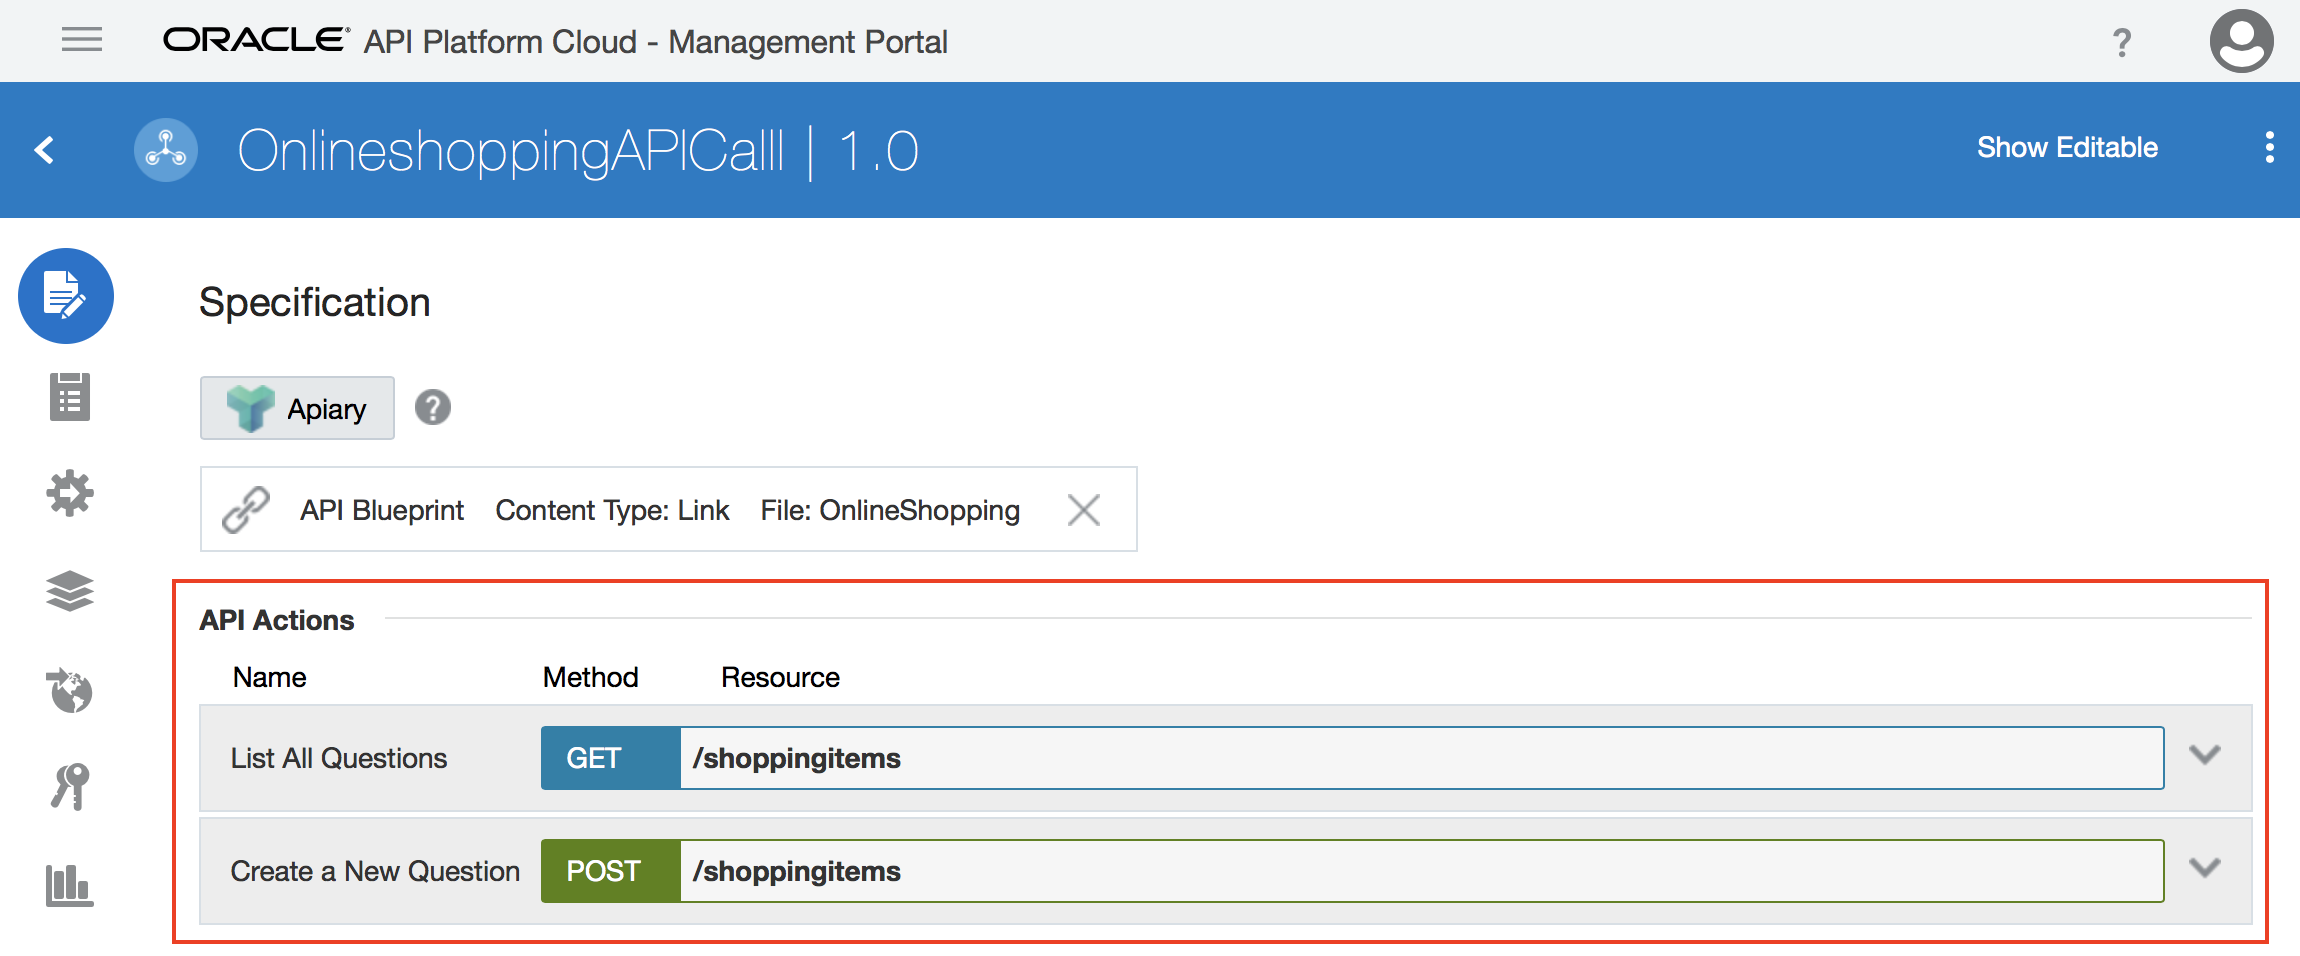 ORACLE® API Platform Cloud - Management Portal ?
OnlineshoppingAPICalll | 1.0 Show Editable
Specification
Apiary ?
API Blueprint Content Type: Link File: OnlineShopping
API Actions
Name Method Resource
List All Questions GET /shoppingitems
Create a New Question POST /shoppingitems